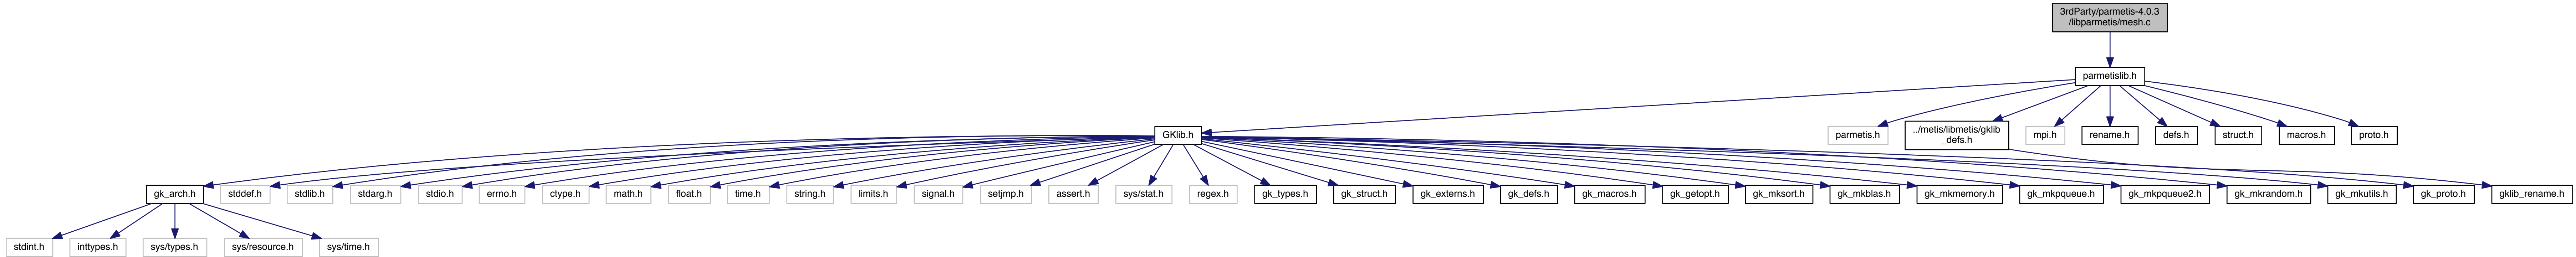 3rdParty/parmetis-4.0.3
/libparmetis/mesh.c
parmetislib.h
GKlib.h
parmetis.h
../metis/libmetis/gklib
_defs.h
mpi.h
rename.h
defs.h
struct.h
macros.h
proto.h
gk_arch.h
stddef.h
stdlib.h
stdarg.h
stdio.h
errno.h
ctype.h
math.h
float.h
time.h
string.h
limits.h
signal.h
setjmp.h
assert.h
sys/stat.h
regex.h
gk_types.h
gk_struct.h
gk_externs.h
gk_defs.h
gk_macros.h
gk_getopt.h
gk_mksort.h
gk_mkblas.h
gk_mkmemory.h
gk_mkpqueue.h
gk_mkpqueue2.h
gk_mkrandom.h
gk_mkutils.h
gk_proto.h
gklib_rename.h
stdint.h
inttypes.h
sys/types.h
sys/resource.h
sys/time.h